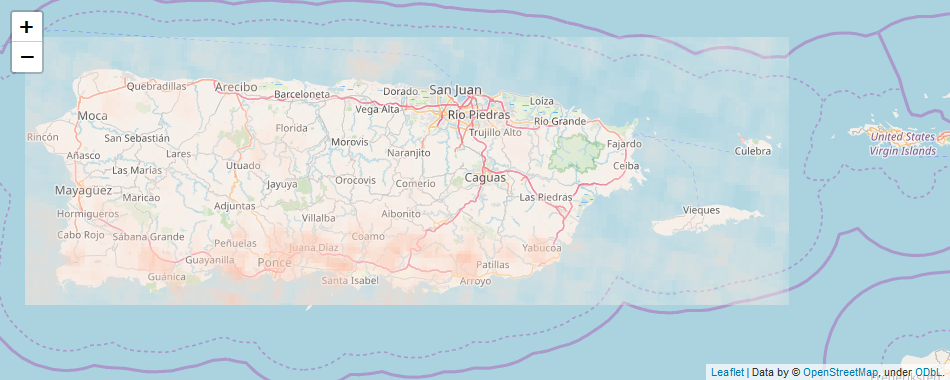 +
−
Quebradillas
Arecibo
Barceloneta
Dorado
San Juan
Loíza
Vega Alta
Río Piedras
Río Grande
Moca
Florida
Trujillo Alto
Rincón
San Sebastián
Morovis
Fajardo
United States
Virgin Islands
Añasco
Lares
Naranjito
Culebra
Las Marías
Utuado
Ceiba
Mayagüez
Jayuya
Orocovis
Comerío
Caguas
Maricao
Adjuntas
Las Piedras
Hormigueros
Villalba
Aibonito
Vieques
Cabo Rojo
Sabana Grande
Peñuelas
Coamo
Juana Díaz
Yabucoa
Guayanilla
Ponce
Patillas
Guánica
Santa Isabel
Arroyo
Leaflet | Data by © OpenStreetMap, under ODbL.